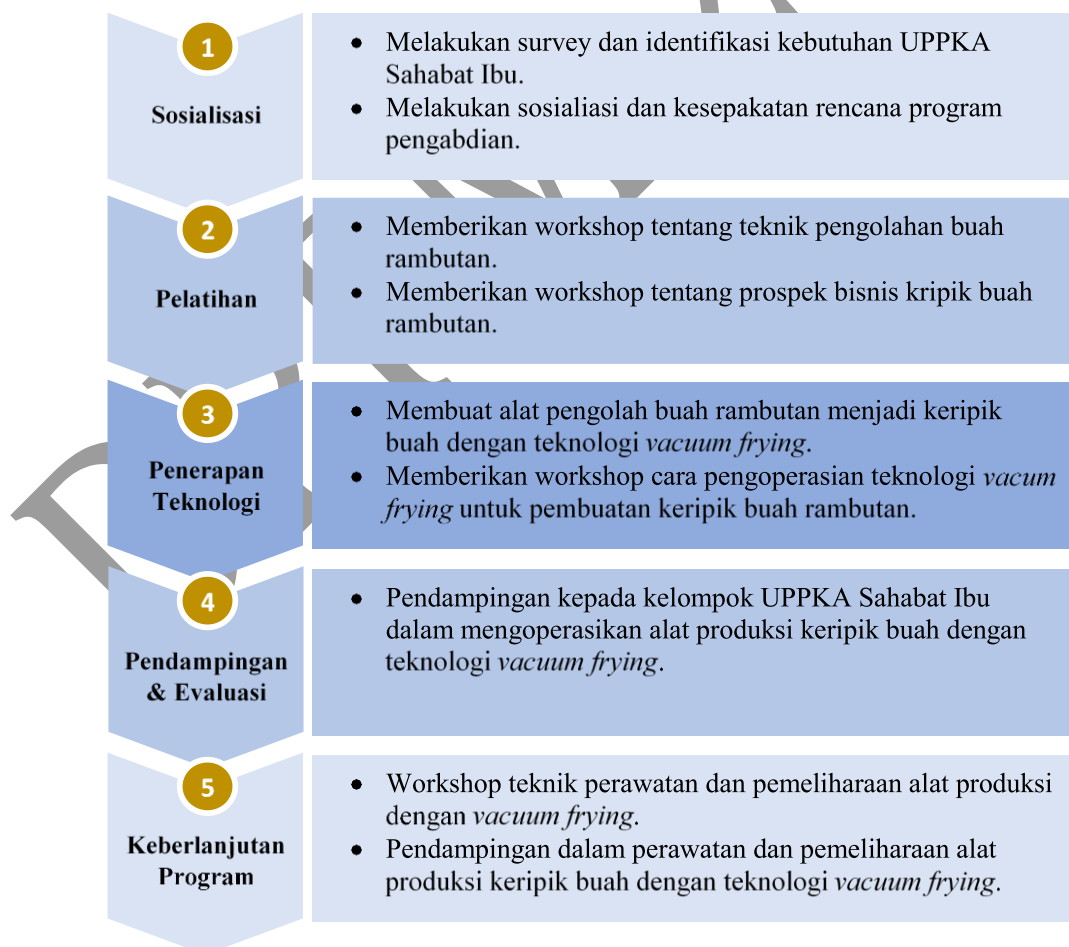 1
Sosialisasi
• Melakukan survey dan identifikasi kebutuhan UPPKA
Sahabat Ibu.
• Melakukan sosialiasi dan kesepakatan rencana program
pengabdian.
2
Pelatihan
• Memberikan workshop tentang teknik pengolahan buah
rambutan.
• Memberikan workshop tentang prospek bisnis kripik buah
rambutan.
3
Penerapan
Teknologi
• Membuat alat pengolah buah rambutan menjadi keripik
buah dengan teknologi vacuum frying.
• Memberikan workshop cara pengoperasian teknologi vacum
frying untuk pembuatan keripik buah rambutan.
4
Pendampingan
& Evaluasi
• Pendampingan kepada kelompok UPPKA Sahabat Ibu
dalam mengoperasikan alat produksi keripik buah dengan
teknologi vacuum frying.
5
Keberlanjutan
Program
• Workshop teknik perawatan dan pemeliharaan alat produksi
dengan vacuum frying.
• Pendampingan dalam perawatan dan pemeliharaan alat
produksi keripik buah dengan teknologi vacuum frying.